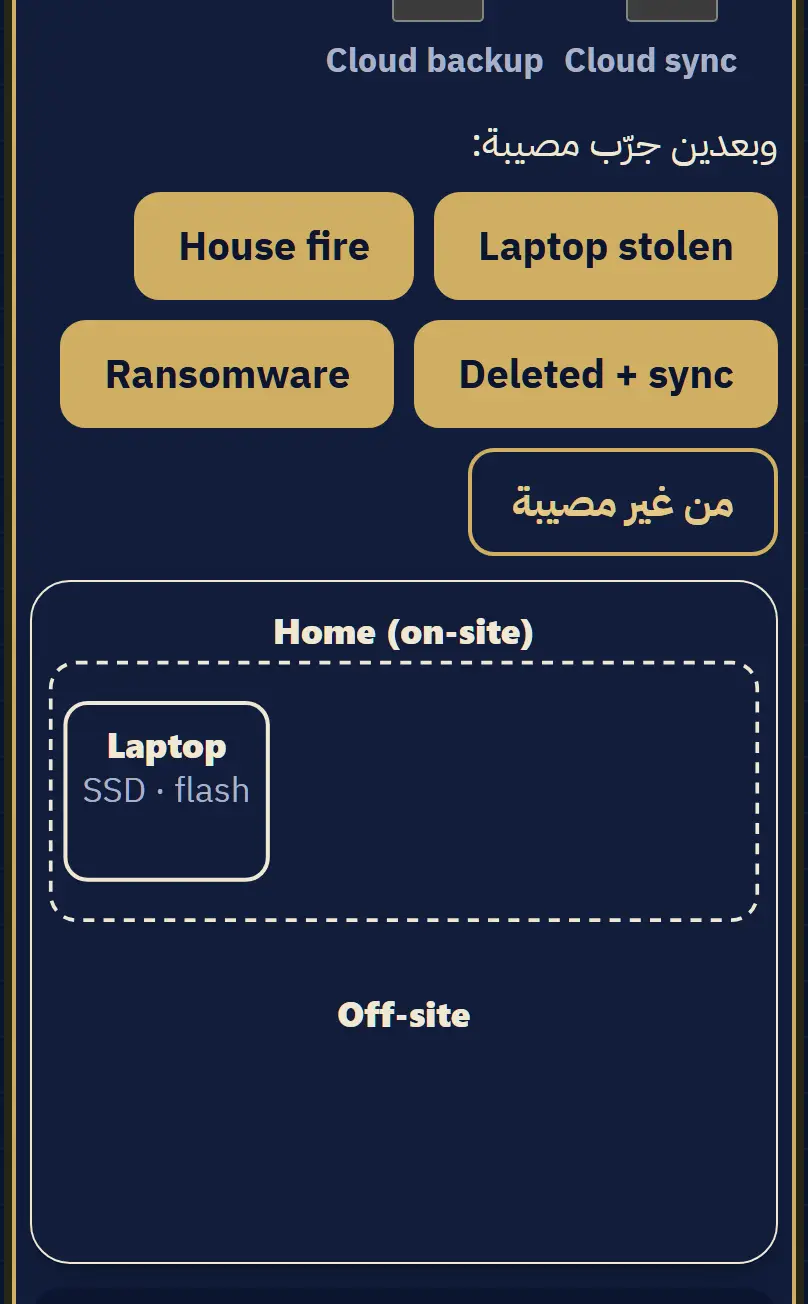 Cloud sync
Cloud backup
وبعدين جرّب مصيبة:
Laptop stolen
House fire
Deleted + sync
Ransomware
من غير مصيبة
Home (on-site)
Laptop
SSD · flash
Off-site